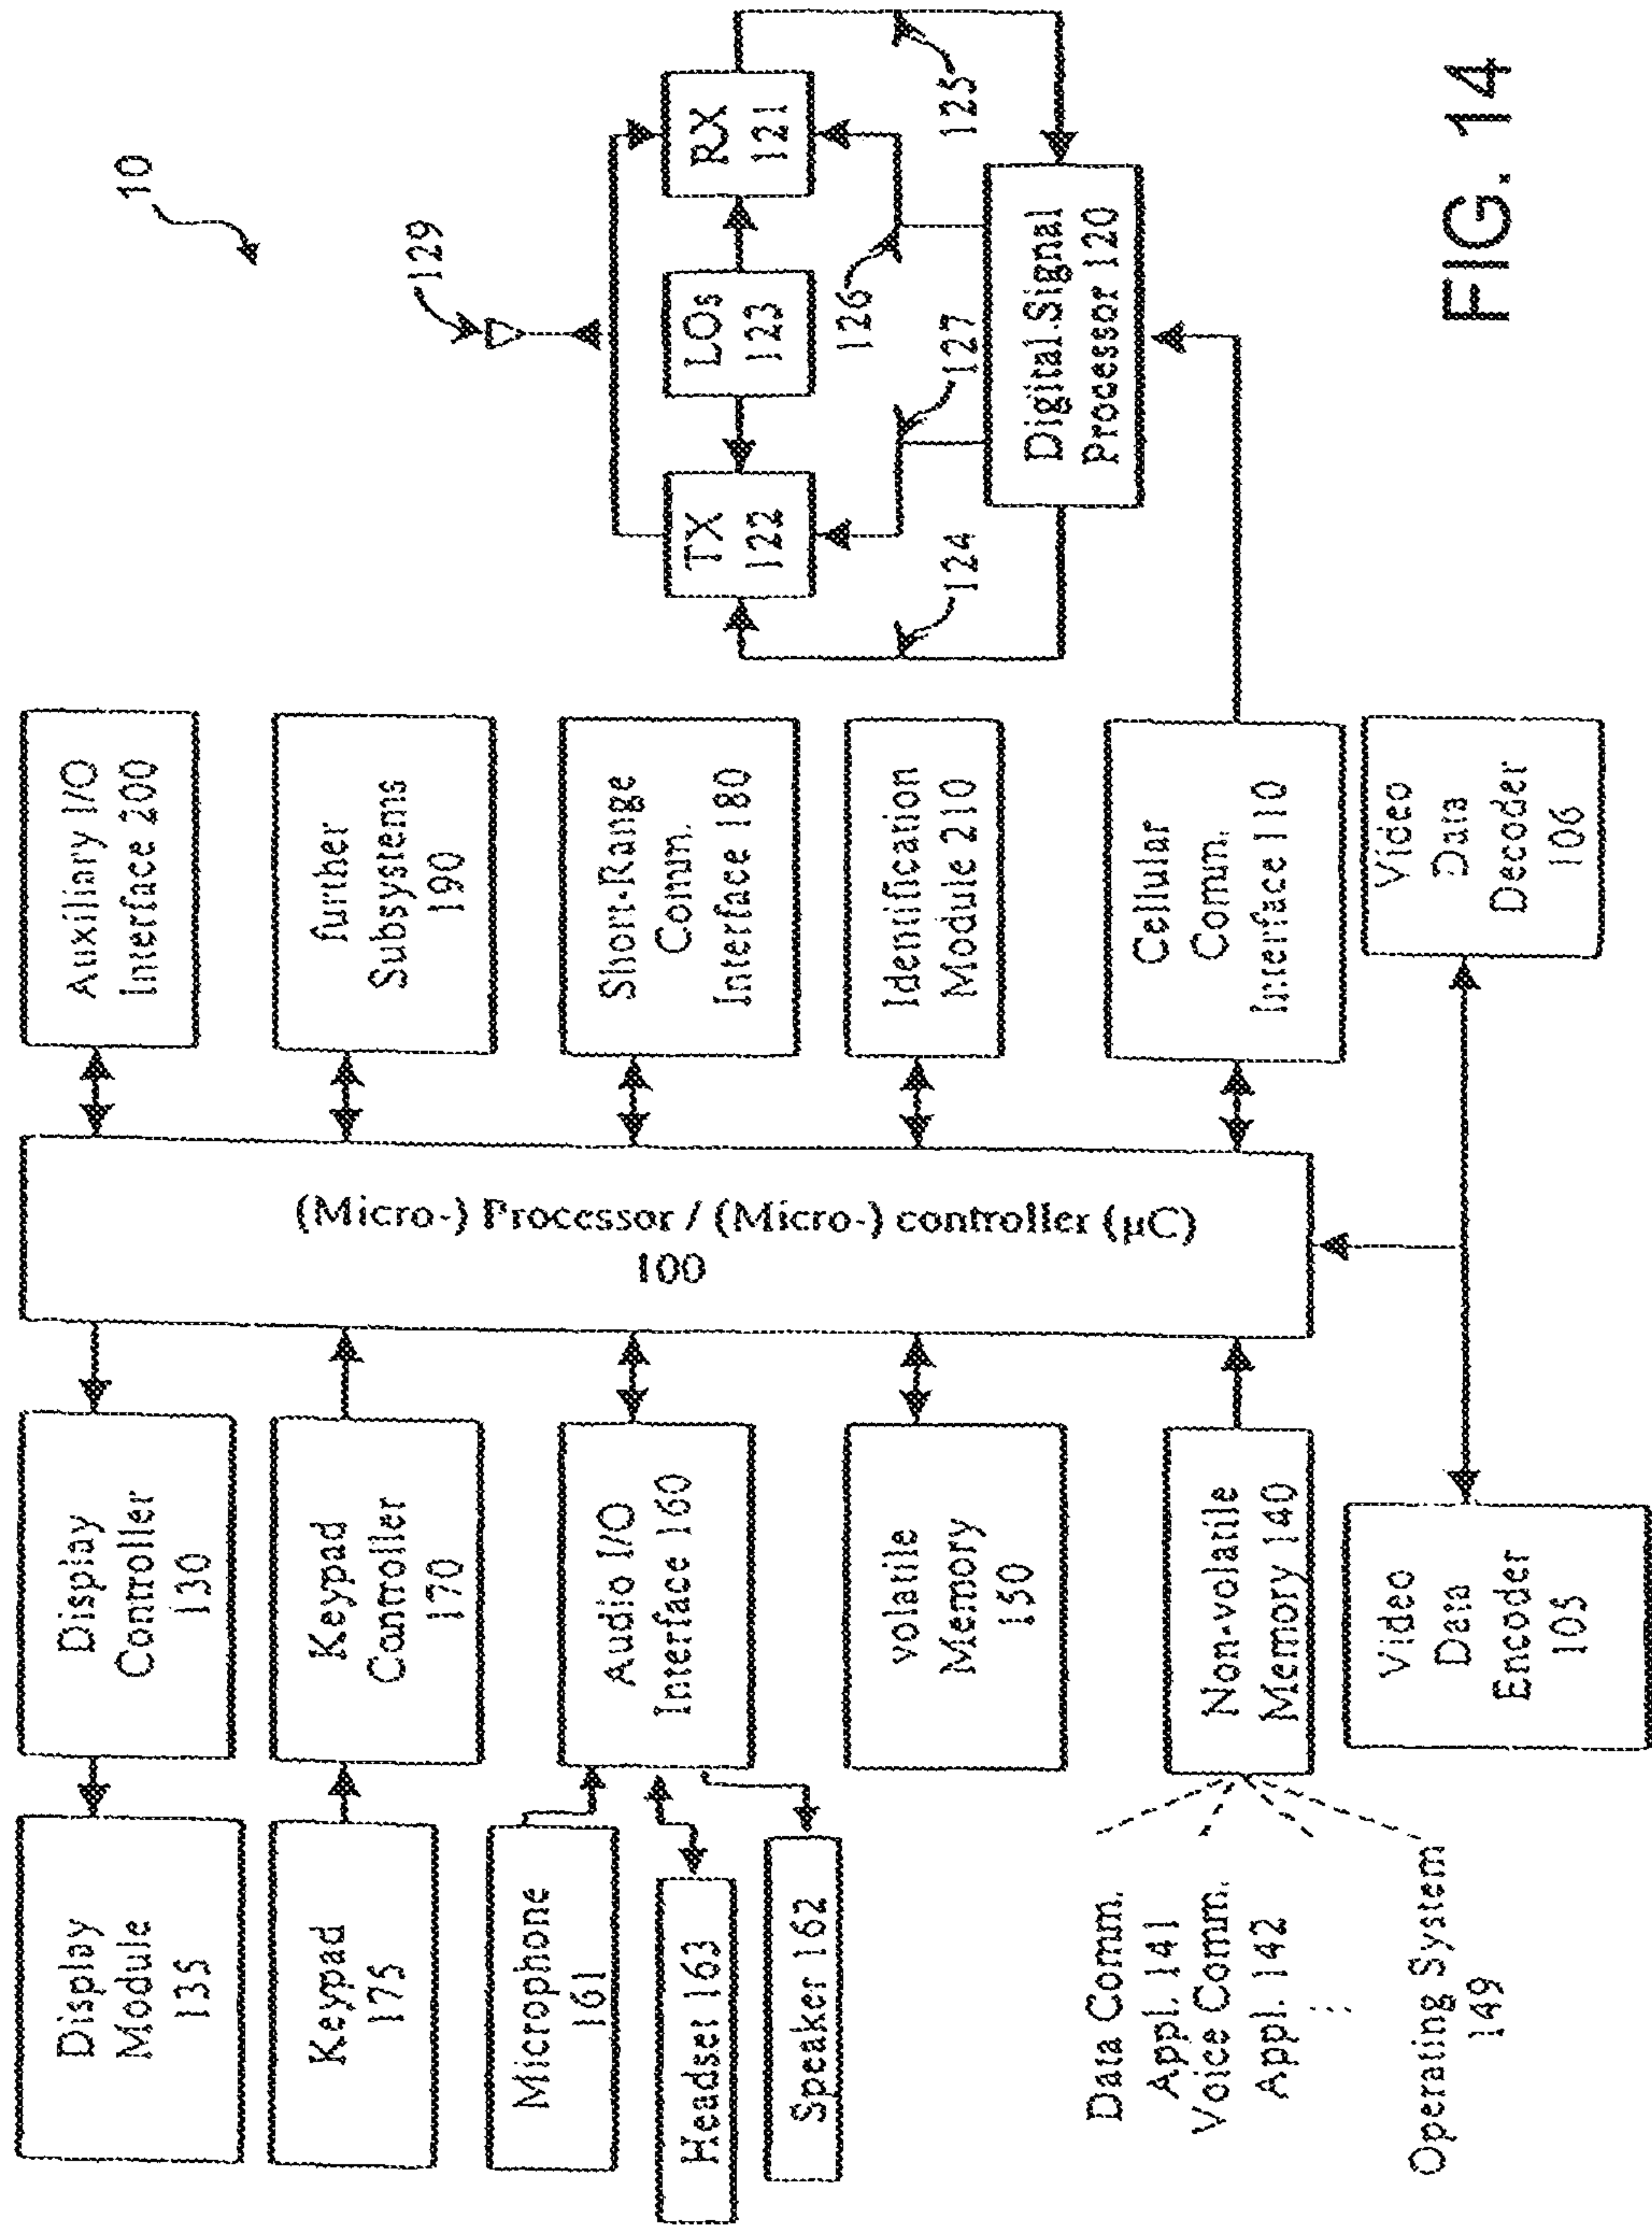 10
129
TX
122
LOs
123
RX
121
126
125
127
124
Digital Signal
Processor 120
Auxiliary I/O
Interface 200
further
Subsystens
190
Short-Range
Comm.
Interface 180
Identification
Module 210
Cellular
Comm.
Interface 110
Video
Data
Decoder
106
(Micro-) Processor / (Micro-) controller (µC)
100
Display
Controller
130
Keypad
Controller
170
Audio I/O
Interface 160
volatile
Memory
150
Non-volatile
Memory 140
Video
Data
Encoder
105
Display
Module
135
Keypad
175
Microphone
161
Headset 163
Speaker 162
Data Comm.
Appl. 141
Voice Comm.
Appl. 142
⋮
Operating System
149
FIG. 14